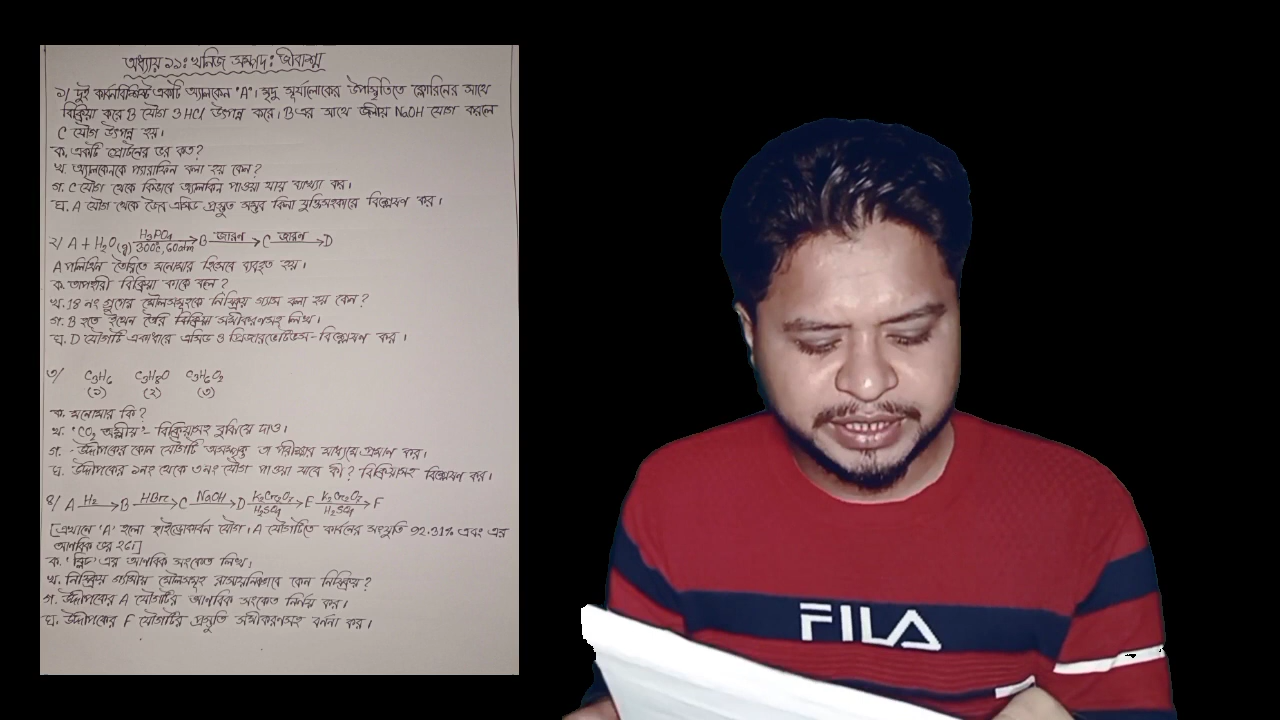 অধ্যায় ১১: খনিজ সম্পদ: জীবাশ্ম
১/ দুই কার্বনবিশিষ্ট একটি অ্যালকেন "A"। মৃদু সূর্যালোকের উপস্থিতিতে ক্লোরিনের সাথে
বিক্রিয়া করে B যৌগ ও HCl উৎপন্ন করে। B এর সাথে জলীয় NaOH যোগ করলে
C যৌগ উৎপন্ন হয়।
ক. একটি প্রোটনের ভর কত?
খ. অ্যালকেনকে প্যারাফিন বলা হয় কেন?
গ. C যৌগ থেকে কিভাবে অ্যালকিন পাওয়া যায় ব্যাখ্যা কর।
ঘ. A যৌগ থেকে জৈব এসিড প্রস্তুত সম্ভব কিনা যুক্তিসহকারে বিশ্লেষণ কর।
২/ A + H2O(g) H3PO4 300°c, 60atm → B জারণ → C জারণ → D
A পলিথিন তৈরিতে মনোমার হিসেবে ব্যবহৃত হয়।
ক. তাপহারী বিক্রিয়া কাকে বলে?
খ. 18 নং গ্রুপের মৌলসমূহকে নিষ্ক্রিয় গ্যাস বলা হয় কেন?
গ. B হতে ইথেন তৈরি বিক্রিয়া সমীকরণসহ লিখ।
ঘ. D যৌগটি একাধারে এসিড ও প্রিজারভেটিভস- বিশ্লেষণ কর।
৩/ C3H6 C3H8O C3H6O2
(১) (২) (৩)
ক. মনোমার কি?
খ. 'CO2 অম্লীয়'- বিক্রিয়াসহ বুঝিয়ে দাও।
গ. উদ্দীপকের কোন যৌগটি অসম্পৃক্ত তা পরীক্ষার মাধ্যমে প্রমাণ কর।
ঘ. উদ্দীপকের ১নং থেকে ৩নং যৌগ পাওয়া যাবে কী? বিক্রিয়াসহ বিশ্লেষণ কর।
৪/ A H2 → B HBr → C NaOH → D K2Cr2O7 H2SO4 → E K2Cr2O7 H2SO4 → F
[এখানে 'A' হলো হাইড্রোকার্বন যৌগ। A যৌগটিতে কার্বনের সংযুতি 92.31% এবং এর
আণবিক ভর 26।]
ক. এর আণবিক সংকেত লিখ।
খ. নিষ্ক্রিয় গ্যাসীয় মৌলসমূহ রাসায়নিকভাবে কেন নিষ্ক্রিয়?
গ. উদ্দীপকের A যৌগটির আণবিক সংকেত নির্ণয় কর।
ঘ. উদ্দীপকের F যৌগটির প্রস্তুতি সমীকরণসহ বর্ননা কর।
FILA